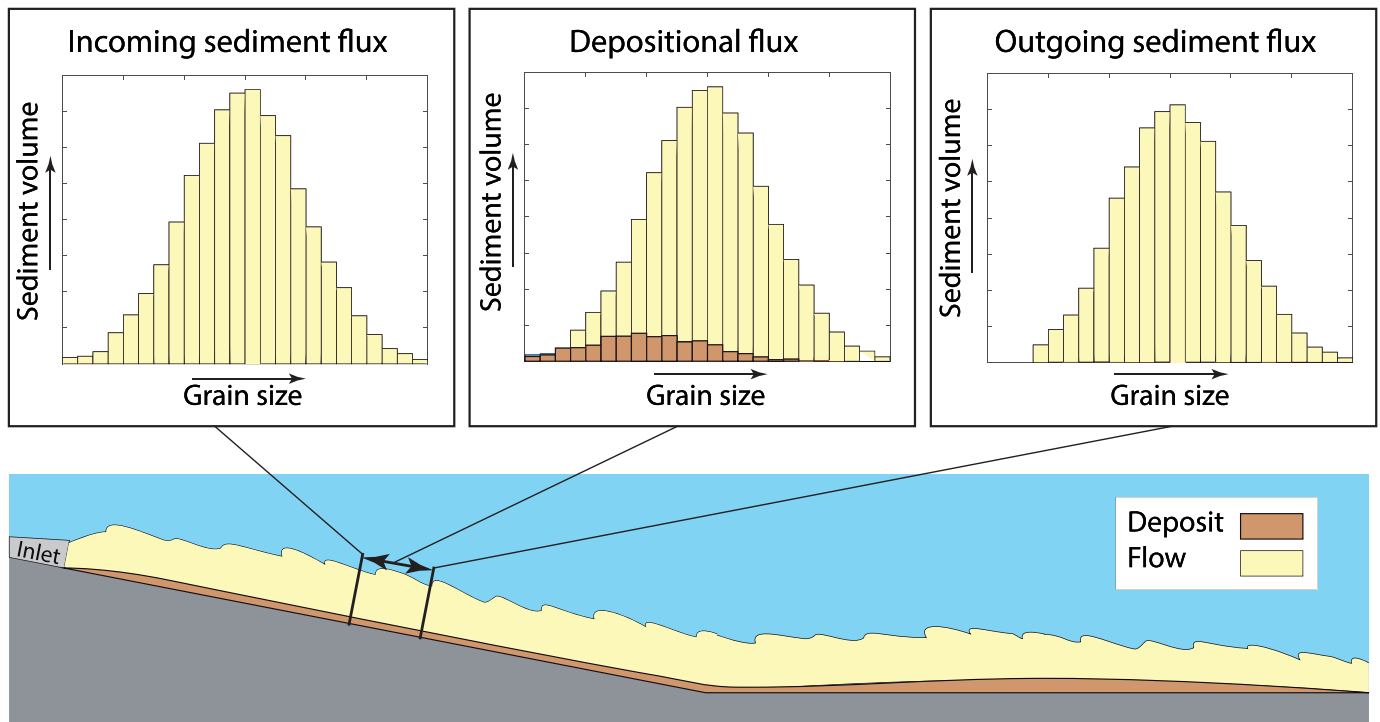 Incoming sediment flux
Sediment volume
Grain size
Depositional flux
Sediment volume
Grain size
Outgoing sediment flux
Sediment volume
Grain size
Inlet
Deposit
Flow